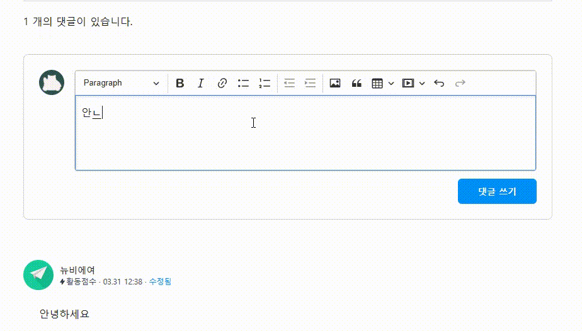 1 개의 댓글이 있습니다.
Paragraph
안ㄴ
댓글 쓰기
뉴비에여
활동점수 · 03.31 12:38 · 수정됨
안녕하세요